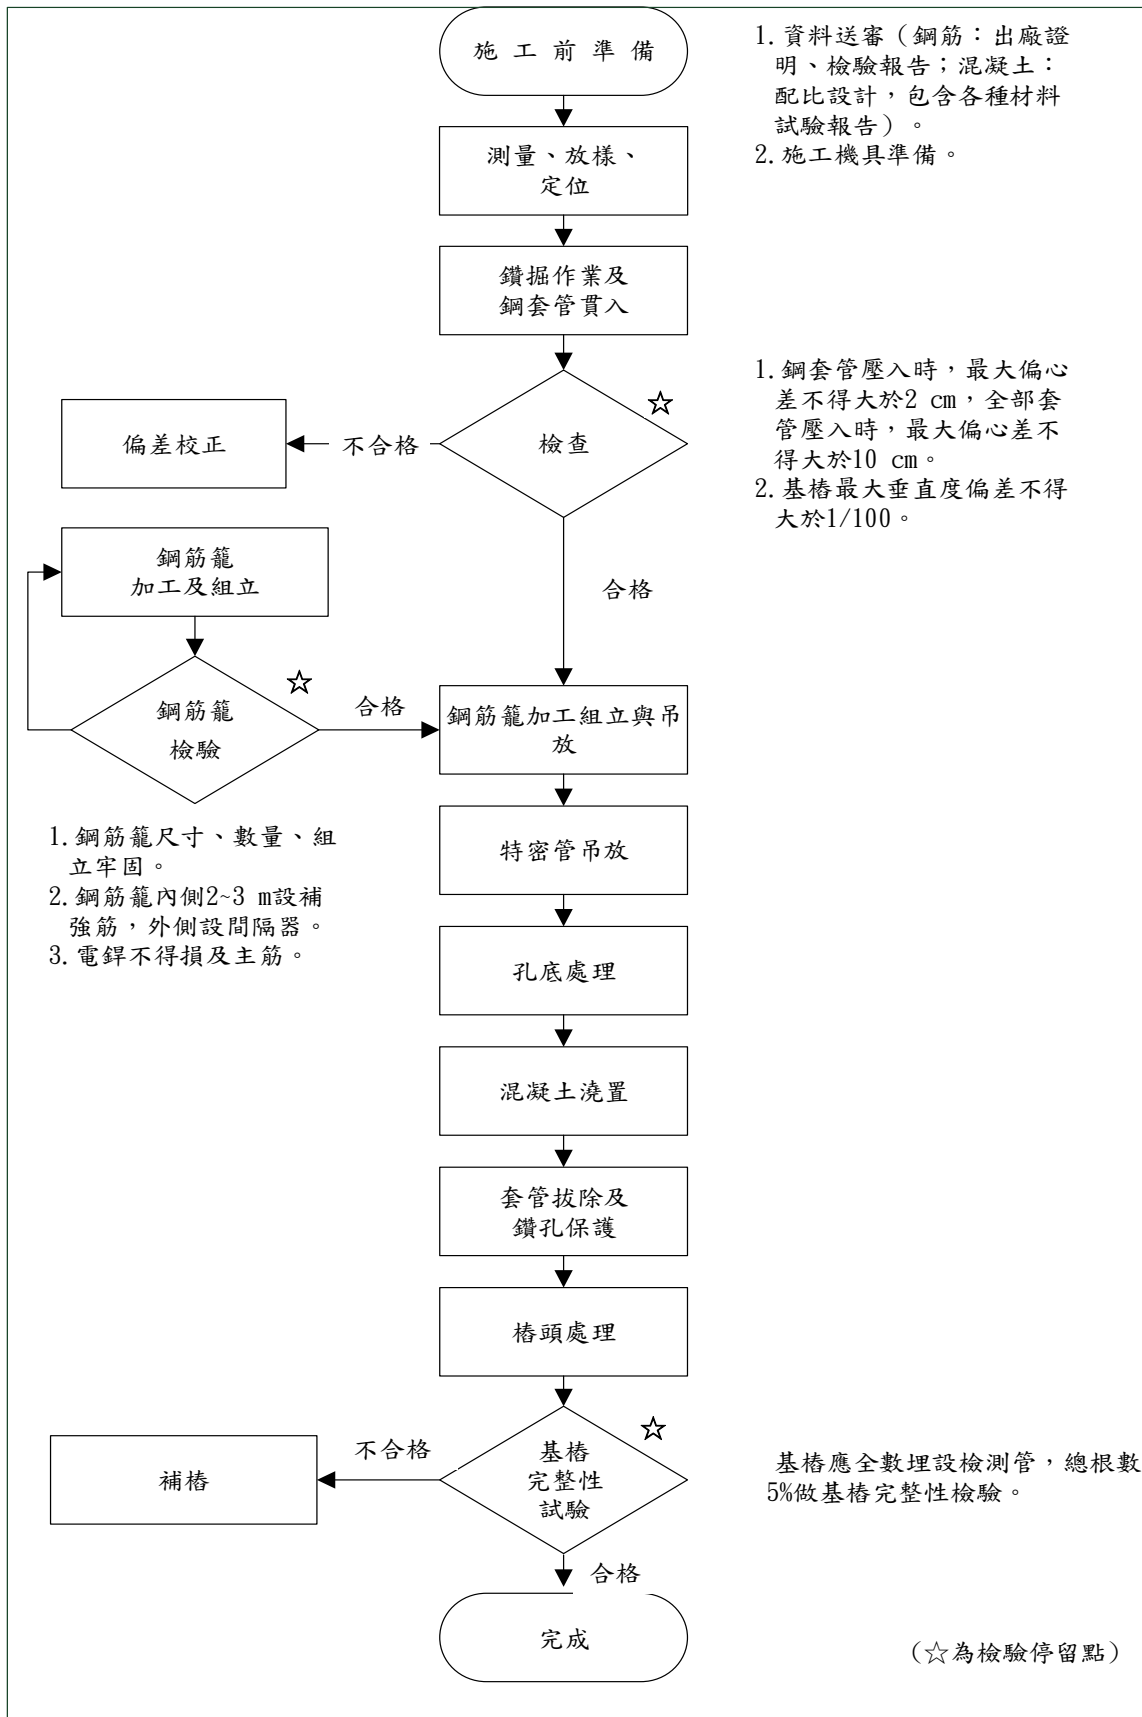 施工前準備
1.資料送審（鋼筋：出廠證
明、檢驗報告；混凝土：
配比設計，包含各種材料
試驗報告）。
2.施工機具準備。
測量、放樣、
定位
鑽掘作業及
鋼套管貫入
檢查
☆
不合格
偏差校正
1.鋼套管壓入時，最大偏心
差不得大於2 cm，全部套
管壓入時，最大偏心差不
得大於10 cm。
2.基樁最大垂直度偏差不得
大於1/100。
合格
鋼筋籠
加工及組立
鋼筋籠
檢驗
☆
合格
鋼筋籠加工組立與吊
放
1.鋼筋籠尺寸、數量、組
立牢固。
2.鋼筋籠內側2~3 m設補
強筋，外側設間隔器。
3.電銲不得損及主筋。
特密管吊放
孔底處理
混凝土澆置
套管拔除及
鑽孔保護
樁頭處理
基樁
完整性
試驗
☆
不合格
補樁
基樁應全數埋設檢測管，總根數
5%做基樁完整性檢驗。
合格
完成
（☆為檢驗停留點）